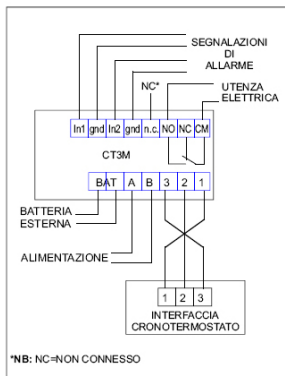 SEGNALAZIONI
DI
ALLARME
NC*
UTENZA
ELETTRICA
In1 gnd In2 gnd n.c. NO NC CM
CT3M
BAT A B 3 2 1
BATTERIA
ESTERNA
ALIMENTAZIONE
1 2 3
INTERFACCIA
CRONOTERMOSTATO
*NB: NC=NON CONNESSO